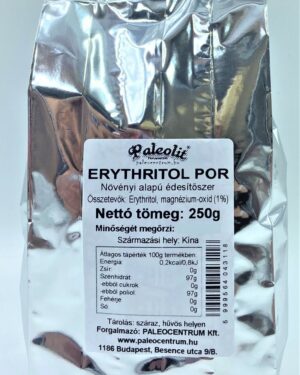 Paleolit
paleocentrum.hu
ERYTHRITOL POR
Növényi alapú édesítőszer
Összetevők: Erythritol, magnézium-oxid (1%)
Nettó tömeg: 250g
Minőségét megőrzi:
Származási hely: Kína
Átlagos tápérték 100g termékben
Energia 0,2kcal/0,8kJ
Zsír: 0g
Szénhidrát 97g
-ebből cukrok 0g
-ebből poliol 97g
Fehérje 0g
Só 0g
Tárolás: száraz, hűvös helyen
Forgalmazó: PALEOCENTRUM Kft.
www.paleocentrum.hu
1186 Budapest, Besence utca 9/B.
5 999564 043118